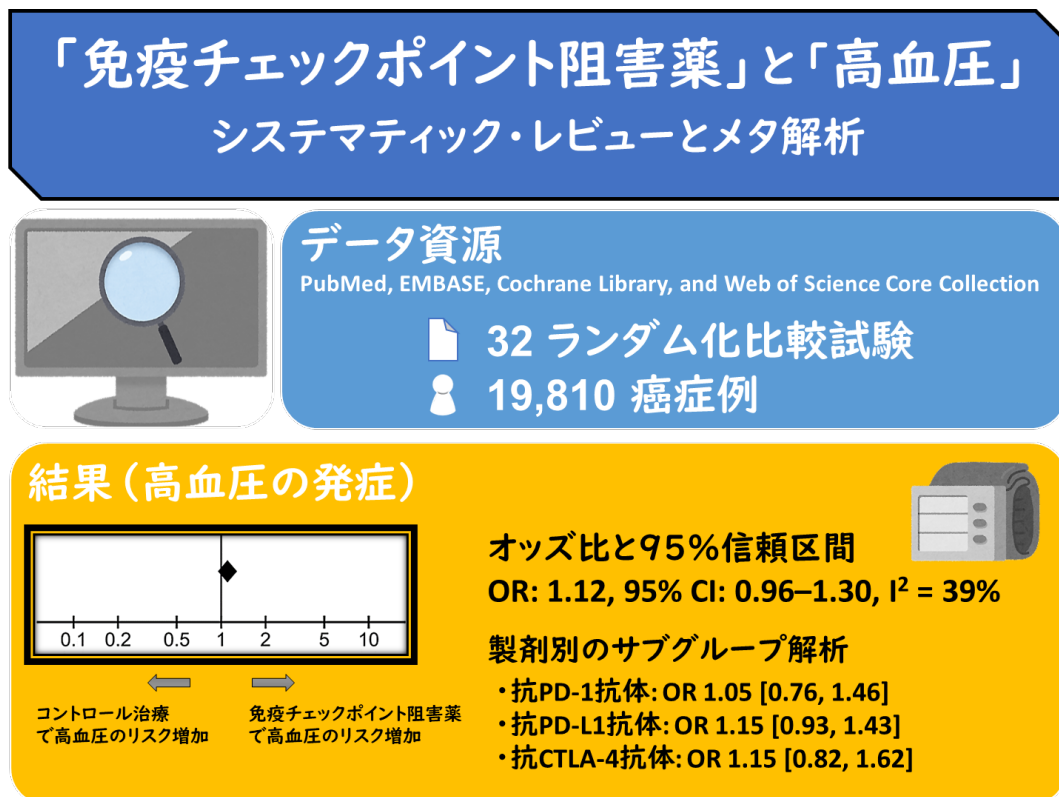 「免疫チェックポイント阻害薬」と「高血圧」
システマティック・レビューとメタ解析
データ資源
PubMed, EMBASE, Cochrane Library, and Web of Science Core Collection
32 ランダム化比較試験
19,810 癌症例
結果（高血圧の発症）
0.1 0.2 0.5 1 2 5 10
コントロール治療
で高血圧のリスク増加
免疫チェックポイント阻害薬
で高血圧のリスク増加
オッズ比と95%信頼区間
OR: 1.12, 95% CI: 0.96–1.30, I² = 39%
製剤別のサブグループ解析
・抗PD-1抗体: OR 1.05 [0.76, 1.46]
・抗PD-L1抗体: OR 1.15 [0.93, 1.43]
・抗CTLA-4抗体: OR 1.15 [0.82, 1.62]